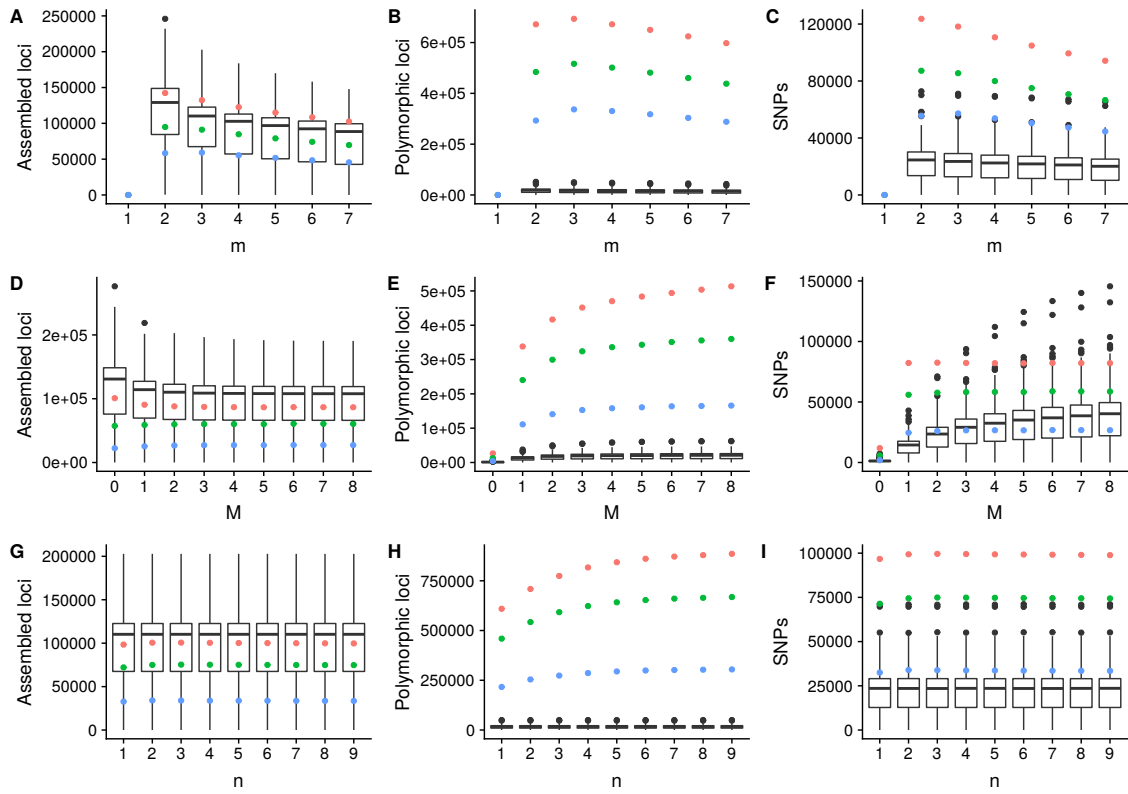 A
Assembled loci
250000
200000
150000
100000
50000
0
1 2 3 4 5 6 7
m
B
Polymorphic loci
6e+05
4e+05
2e+05
0e+00
1 2 3 4 5 6 7
m
C
SNPs
120000
80000
40000
0
1 2 3 4 5 6 7
m
D
Assembled loci
2e+05
1e+05
0e+00
0 1 2 3 4 5 6 7 8
M
E
Polymorphic loci
5e+05
4e+05
3e+05
2e+05
1e+05
0e+00
0 1 2 3 4 5 6 7 8
M
F
SNPs
150000
100000
50000
0
0 1 2 3 4 5 6 7 8
M
G
Assembled loci
200000
150000
100000
50000
0
1 2 3 4 5 6 7 8 9
n
H
Polymorphic loci
750000
500000
250000
0
1 2 3 4 5 6 7 8 9
n
I
SNPs
100000
75000
50000
25000
0
1 2 3 4 5 6 7 8 9
n